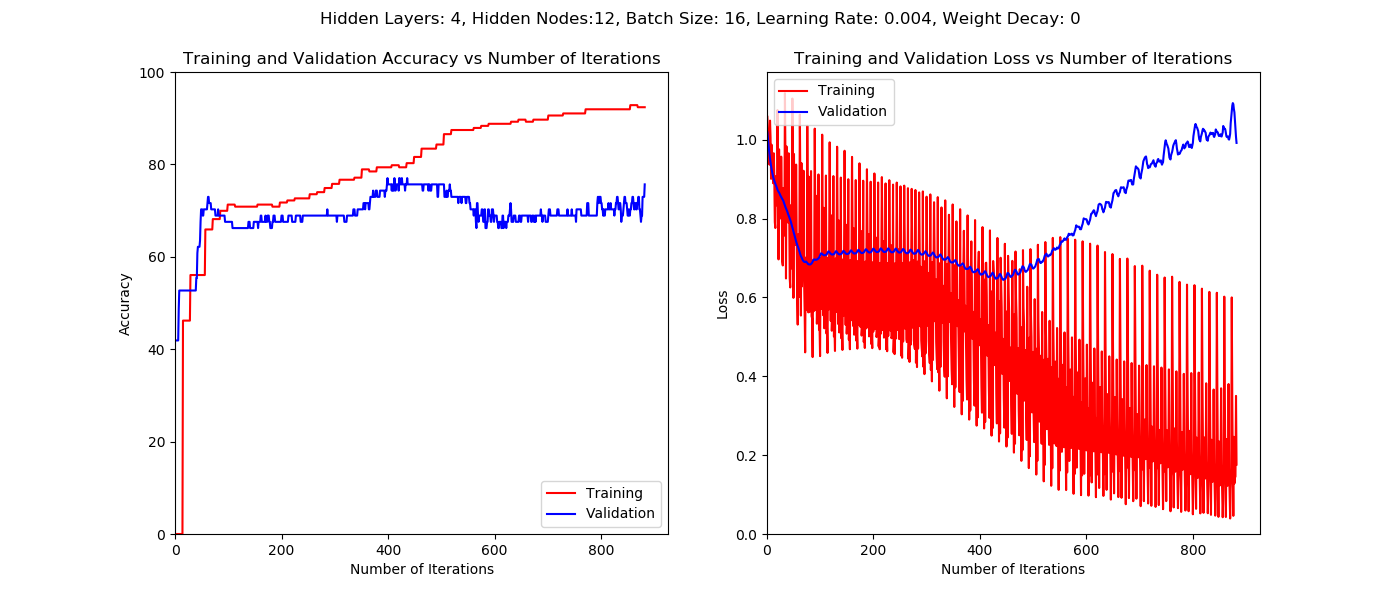 Hidden Layers: 4, Hidden Nodes:12, Batch Size: 16, Learning Rate: 0.004, Weight Decay: 0
Training and Validation Accuracy vs Number of Iterations
100
80
60
40
20
0
Accuracy
0 200 400 600 800
Number of Iterations
Training
Validation
Training and Validation Loss vs Number of Iterations
Training
Validation
1.0
0.8
0.6
0.4
0.2
0.0
Loss
0 200 400 600 800
Number of Iterations